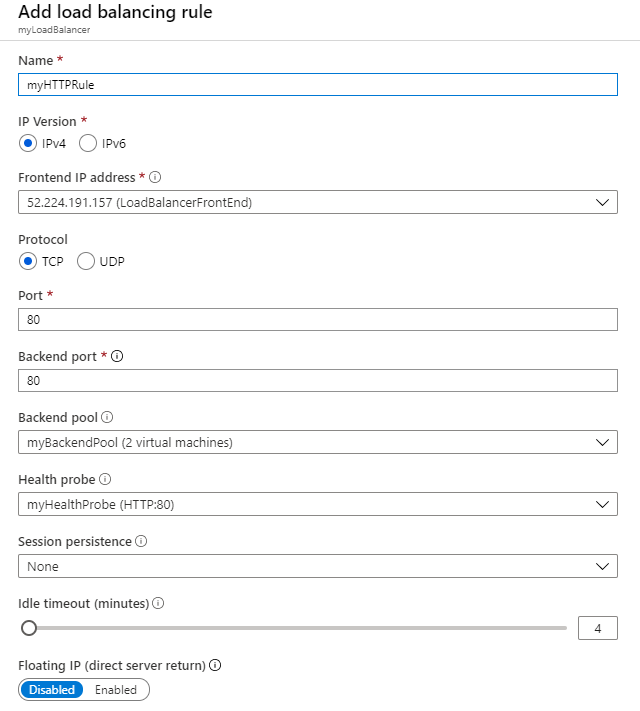 Add load balancing rule
myLoadBalancer
Name *
myHTTPRule
IP Version *
IPv4 IPv6
Frontend IP address *
52.224.191.157 (LoadBalancerFrontEnd)
Protocol
TCP UDP
Port *
80
Backend port *
80
Backend pool
myBackendPool (2 virtual machines)
Health probe
myHealthProbe (HTTP:80)
Session persistence
None
Idle timeout (minutes)
4
Floating IP (direct server return)
Disabled Enabled